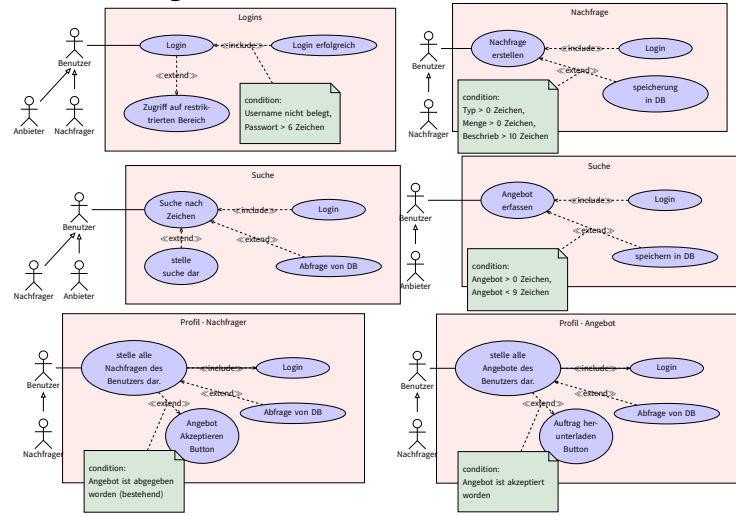 Logins
Benutzer
Anbieter
Nachfrager
Login
≪include≫
Login erfolgreich
≪extend≫
Zugriff auf restrik-
trierten Bereich
condition:
Username nicht belegt,
Passwort > 6 Zeichen
Nachfrage
Benutzer
Nachfrager
Nachfrage
erstellen
≪include≫
Login
≪extend≫
speicherung
in DB
condition:
Typ > 0 Zeichen,
Menge > 0 Zeichen,
Beschrieb > 10 Zeichen
Suche
Benutzer
Nachfrager
Anbieter
Suche nach
Zeichen
≪include≫
Login
≪extend≫
≪extend≫
stelle
suche dar
Abfrage von DB
Suche
Benutzer
Anbieter
Angebot
erfassen
≪include≫
Login
≪extend≫
speichern in DB
condition:
Angebot > 0 Zeichen,
Angebot < 9 Zeichen
Profil - Nachfrager
Benutzer
Nachfrager
stelle alle
Nachfragen des
Benutzers dar.
≪include≫
Login
≪extend≫
≪extend≫
Abfrage von DB
Angebot
Akzeptieren
Button
condition:
Angebot ist abgegeben
worden (bestehend)
Profil - Angebot
Benutzer
Nachfrager
stelle alle
Angebote des
Benutzers dar.
≪include≫
Login
≪extend≫
≪extend≫
Abfrage von DB
Auftrag her-
unterladen
Button
condition:
Angebot ist akzeptiert
worden